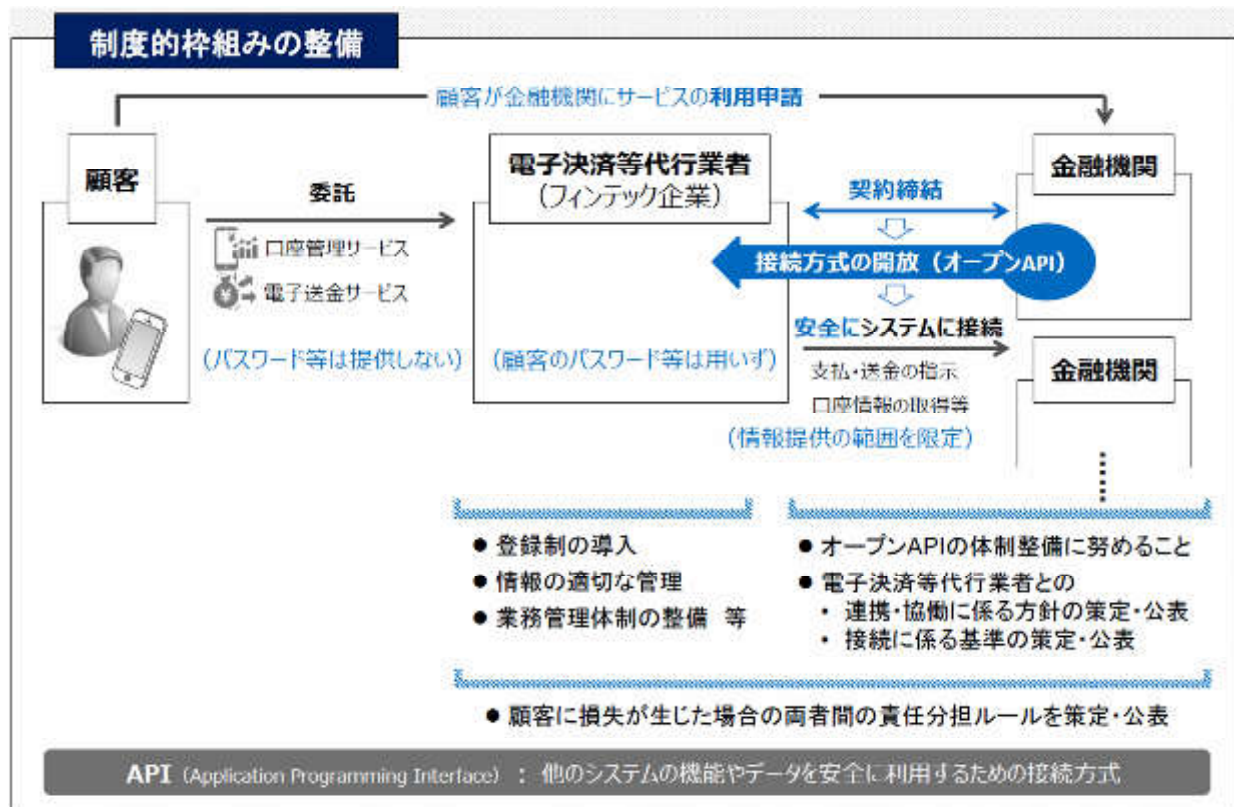 制度的枠組みの整備
顧客が金融機関にサービスの利用申請
顧客
委託
口座管理サービス
電子送金サービス
(パスワード等は提供しない)
電子決済等代行業者
(フィンテック企業)
(顧客のパスワード等は用いず)
契約締結
接続方式の開放(オープンAPI)
安全にシステムに接続
支払・送金の指示
口座情報の取得等
(情報提供の範囲を限定)
金融機関
金融機関
● 登録制の導入
● 情報の適切な管理
● 業務管理体制の整備 等
● オープンAPIの体制整備に努めること
● 電子決済等代行業者との
・ 連携・協働に係る方針の策定・公表
・ 接続に係る基準の策定・公表
● 顧客に損失が生じた場合の両者間の責任分担ルールを策定・公表
API (Application Programming Interface) : 他のシステムの機能やデータを安全に利用するための接続方式